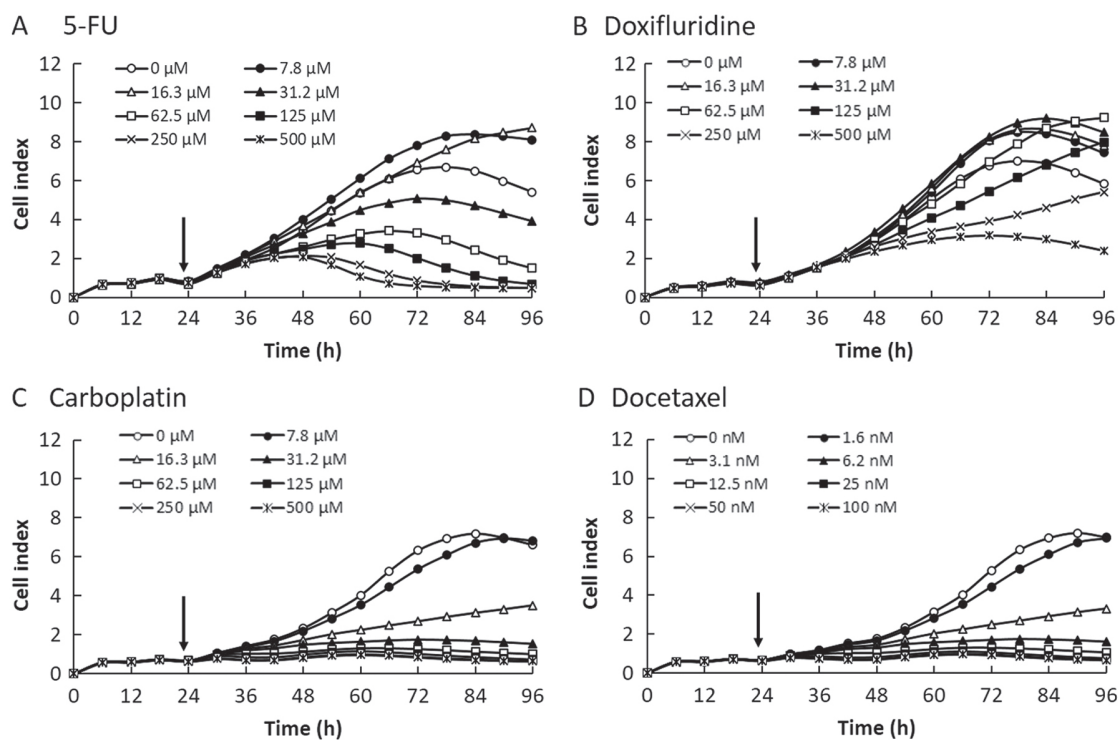 A 5-FU
12
10
8
6
4
2
0
Cell index
0 μM 7.8 μM
16.3 μM 31.2 μM
62.5 μM 125 μM
250 μM 500 μM
0 12 24 36 48 60 72 84 96
Time (h)
B Doxifluridine
12
10
8
6
4
2
0
Cell index
0 μM 7.8 μM
16.3 μM 31.2 μM
62.5 μM 125 μM
250 μM 500 μM
0 12 24 36 48 60 72 84 96
Time (h)
C Carboplatin
12
10
8
6
4
2
0
Cell index
0 μM 7.8 μM
16.3 μM 31.2 μM
62.5 μM 125 μM
250 μM 500 μM
0 12 24 36 48 60 72 84 96
Time (h)
D Docetaxel
12
10
8
6
4
2
0
Cell index
0 nM 1.6 nM
3.1 nM 6.2 nM
12.5 nM 25 nM
50 nM 100 nM
0 12 24 36 48 60 72 84 96
Time (h)